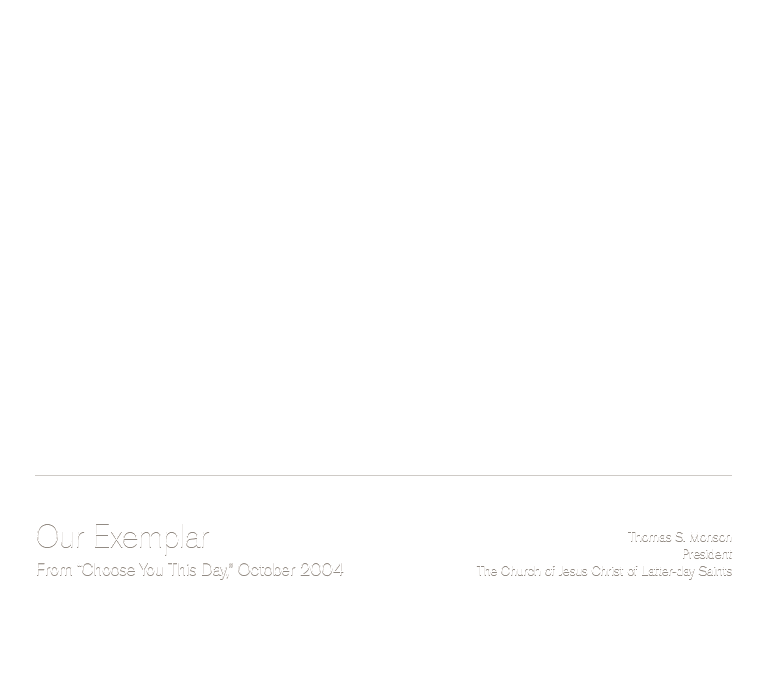 Our Exemplar
From "Choose You This Day," October 2004
Thomas S. Monson
President
The Church of Jesus Christ of Latter-day Saints